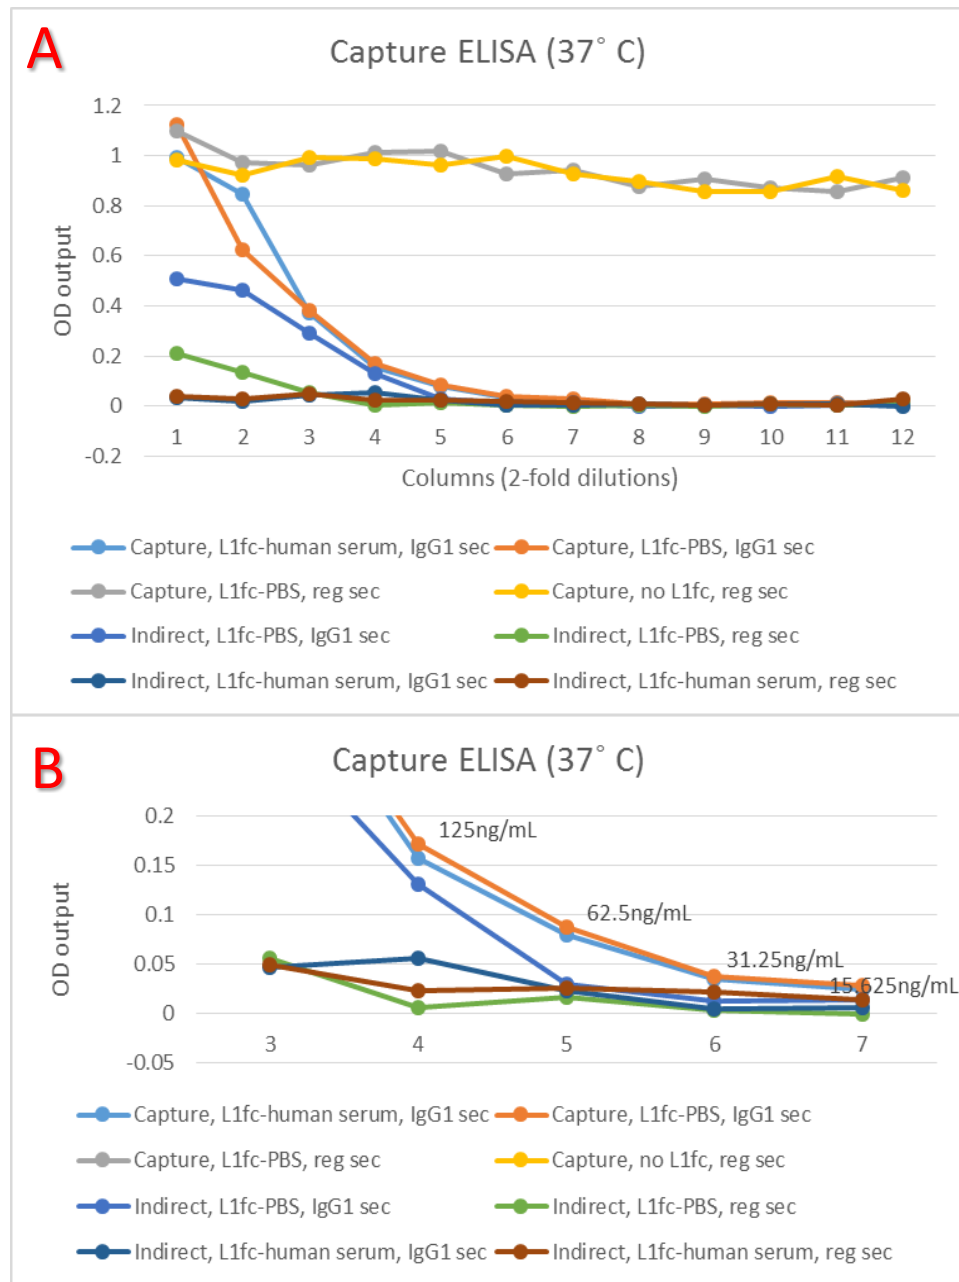 A
Capture ELISA (37° C)
1.2
1
0.8
0.6
0.4
0.2
0
-0.2
OD output
1 2 3 4 5 6 7 8 9 10 11 12
Columns (2-fold dilutions)
Capture, L1fc-human serum, IgG1 sec Capture, L1fc-PBS, IgG1 sec
Capture, L1fc-PBS, reg sec Capture, no L1fc, reg sec
Indirect, L1fc-PBS, IgG1 sec Indirect, L1fc-PBS, reg sec
Indirect, L1fc-human serum, IgG1 sec Indirect, L1fc-human serum, reg sec
B
Capture ELISA (37° C)
0.2
0.15
0.1
0.05
0
-0.05
OD output
125ng/mL
62.5ng/mL
31.25ng/mL
15.625ng/mL
3 4 5 6 7
Capture, L1fc-human serum, IgG1 sec Capture, L1fc-PBS, IgG1 sec
Capture, L1fc-PBS, reg sec Capture, no L1fc, reg sec
Indirect, L1fc-PBS, IgG1 sec Indirect, L1fc-PBS, reg sec
Indirect, L1fc-human serum, IgG1 sec Indirect, L1fc-human serum, reg sec